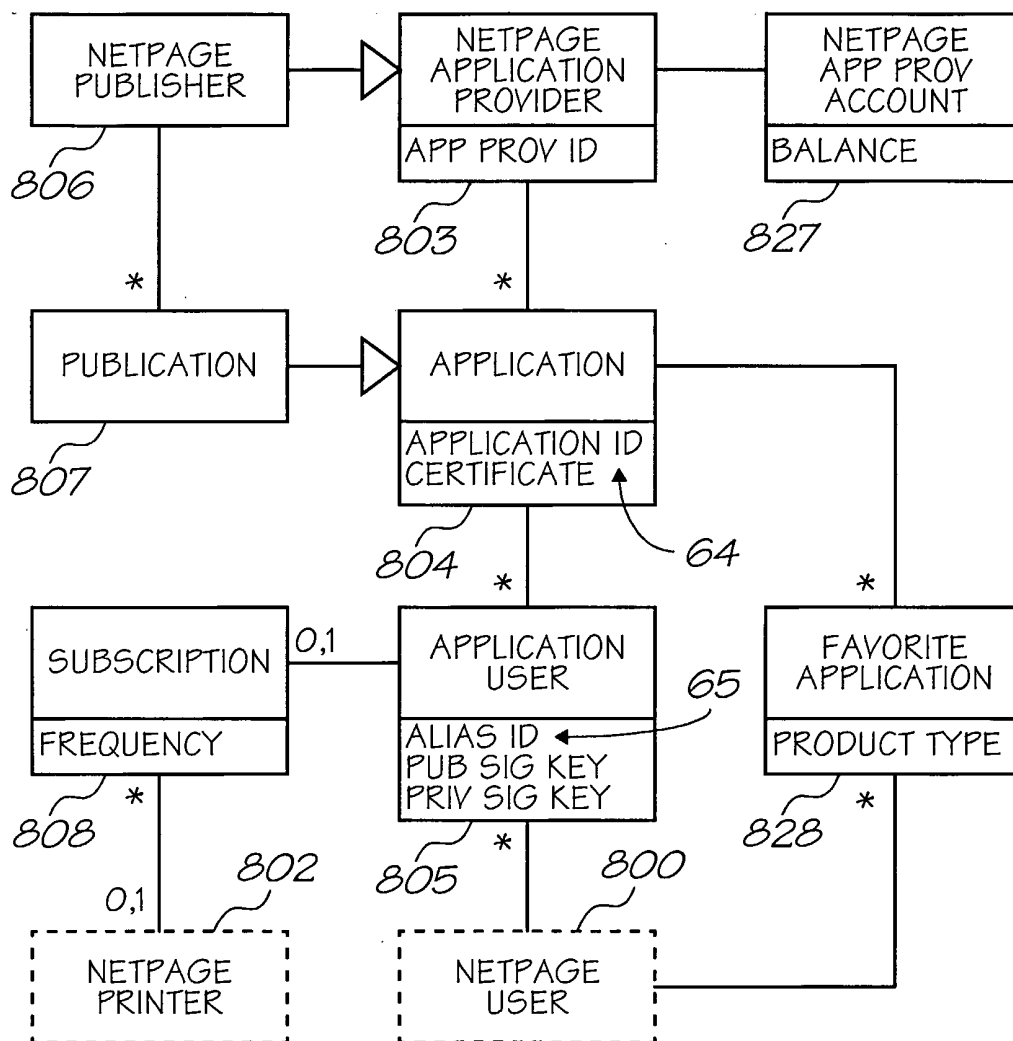 NETPAGE
PUBLISHER
806
NETPAGE
APPLICATION
PROVIDER
APP PROV ID
803
NETPAGE
APP PROV
ACCOUNT
BALANCE
827
*
*
PUBLICATION
807
APPLICATION
APPLICATION ID
CERTIFICATE
64
804
*
*
SUBSCRIPTION
FREQUENCY
0,1
808
*
APPLICATION
USER
65
ALIAS ID
PUB SIG KEY
PRIV SIG KEY
805
*
FAVORITE
APPLICATION
PRODUCT TYPE
828
*
0,1
802
NETPAGE
PRINTER
800
NETPAGE
USER